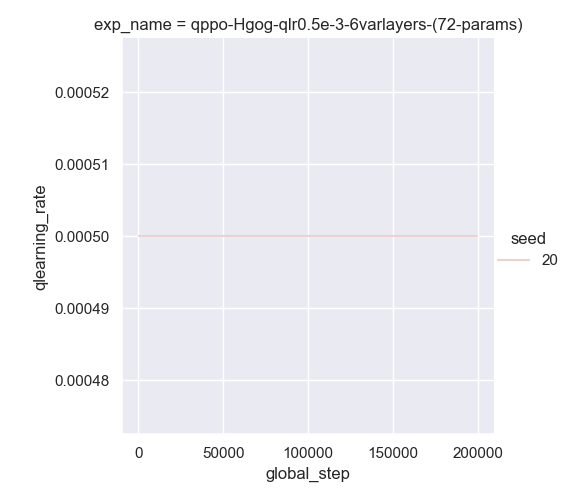 exp_name = qppo-Hgog-qlr0.5e-3-6varlayers-(72-params)
0.00052
0.00051
0.00050
0.00049
0.00048
qlearning_rate
0 50000 100000 150000 200000
global_step
seed
20